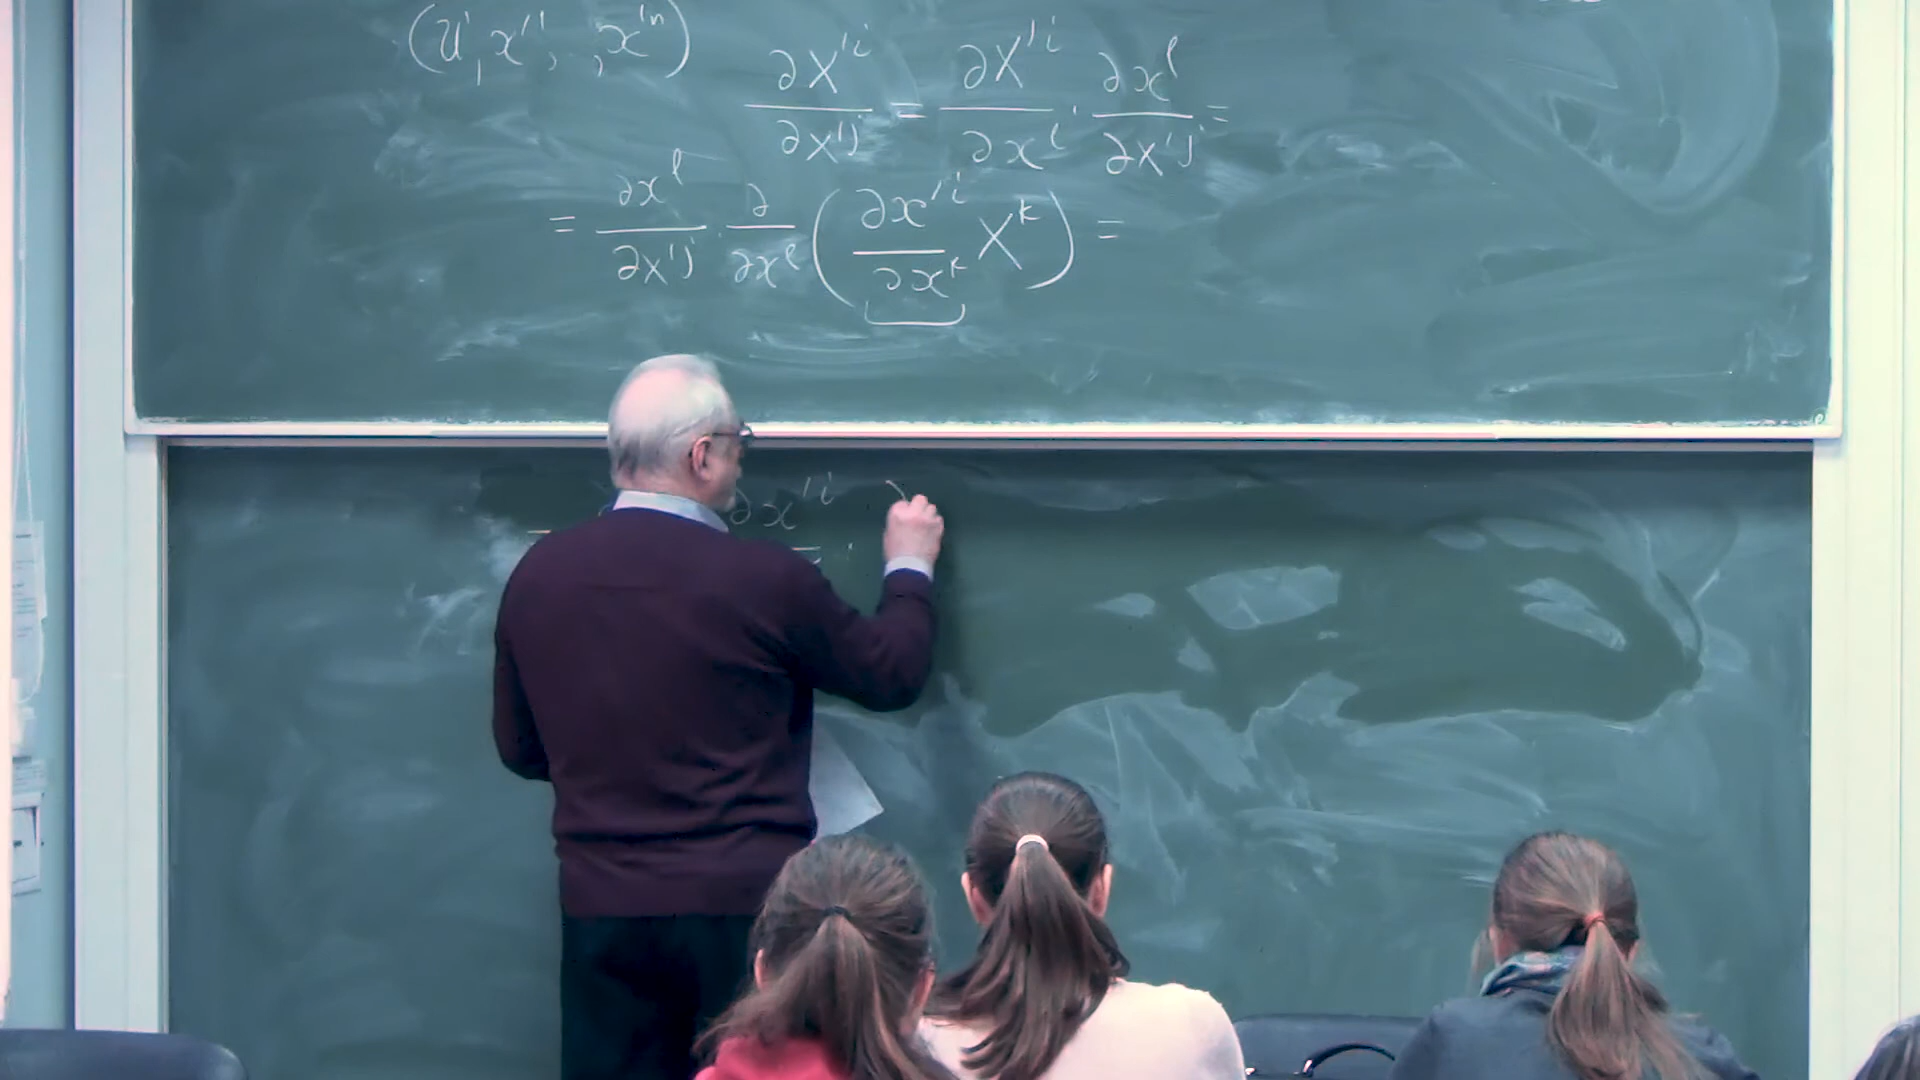 (U', x'¹, , x'ⁿ)
∂X'ⁱ/∂x'ʲ = ∂X'ⁱ/∂xˡ · ∂xˡ/∂x'ʲ =
= ∂xˡ/∂x'ʲ · ∂/∂xˡ (∂x'ⁱ/∂xᵏ Xᵏ) =
∂x'ⁱ